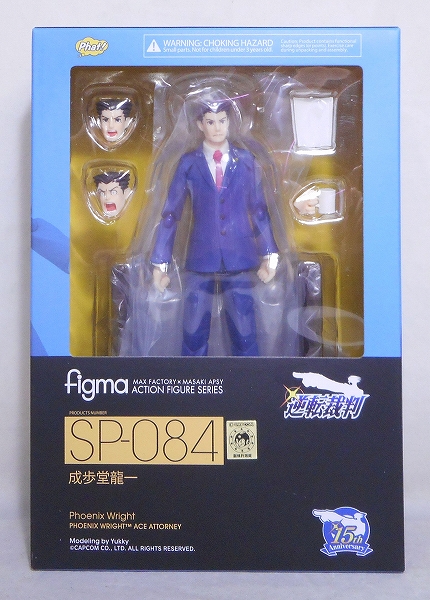 Phat!
WARNING: CHOKING HAZARD
Small parts. Not for children under 3 years old.
figma
MAX FACTORY × MASAKI APSY
ACTION FIGURE SERIES
逆転裁判
PRODUCTS NUMBER
SP-084
成歩堂龍一
Phoenix Wright
PHOENIX WRIGHT™ ACE ATTORNEY
Modeling by Yukky
©CAPCOM CO., LTD. ALL RIGHTS RESERVED.
15th
Anniversary